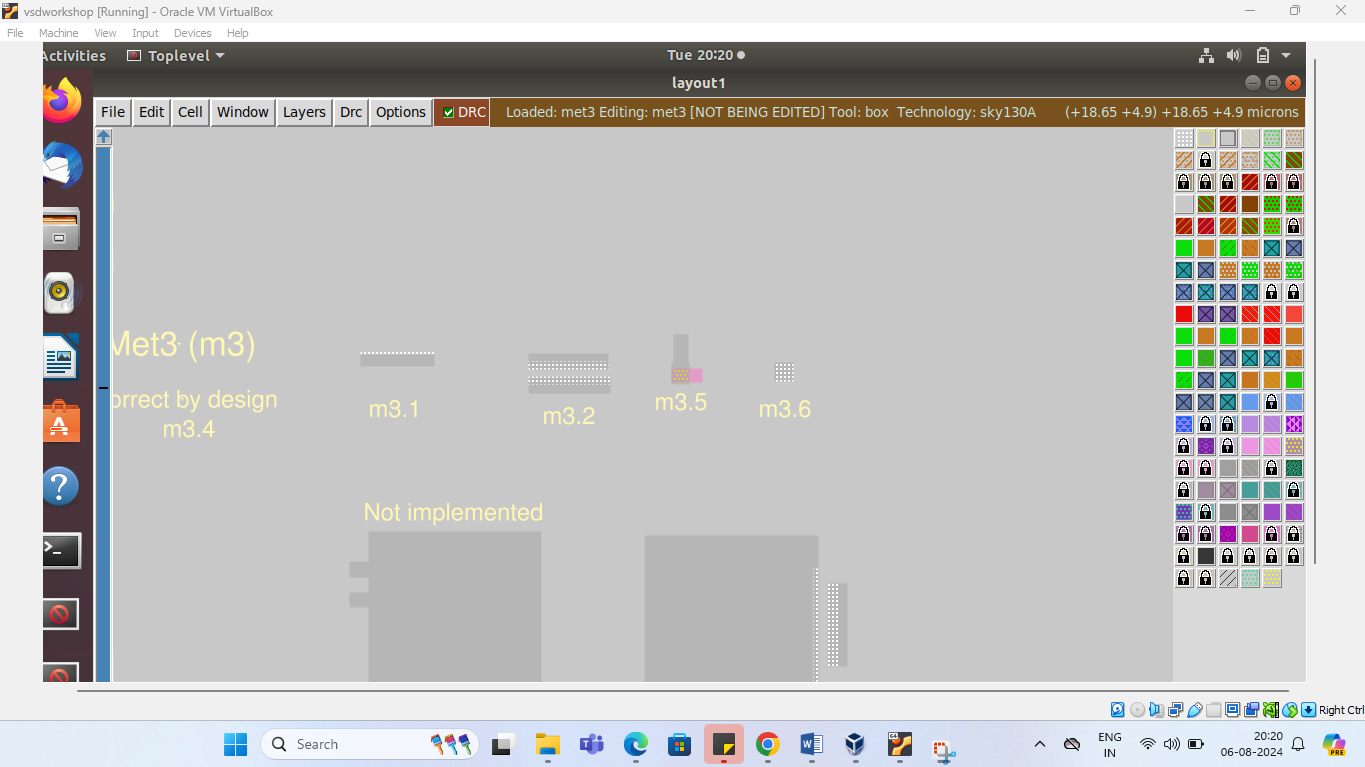 vsdworkshop [Running] - Oracle VM VirtualBox
File Machine View Input Devices Help
Activities Toplevel Tue 20:20
layout1
File Edit Cell Window Layers Drc Options DRC Loaded: met3 Editing: met3 [NOT BEING EDITED] Tool: box Technology: sky130A (+18.65 +4.9) +18.65 +4.9 microns
Met3 (m3)
orrect by design
m3.4
m3.1
m3.2
m3.5
m3.6
Not implemented
Right Ctrl
Search
ENG
IN
20:20
06-08-2024
PRE